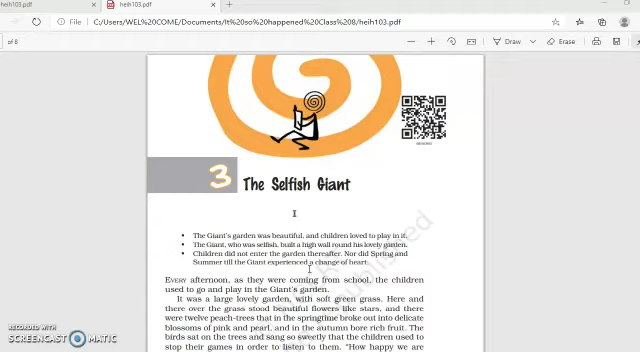 heih103.pdf
heih103.pdf
File
C:/Users/WEL%20COME/Documents/It%20so%20happened%20Class%208/heih103.pdf
of 8
Draw
Erase
3 The Selfish Giant
I
• The Giant's garden was beautiful, and children loved to play in it.
• The Giant, who was selfish, built a high wall round his lovely garden.
• Children did not enter the garden thereafter. Nor did Spring and
Summer till the Giant experienced a change of heart.
EVERY afternoon, as they were coming from school, the children
used to go and play in the Giant's garden.
It was a large lovely garden, with soft green grass. Here and
there over the grass stood beautiful flowers like stars, and there
were twelve peach-trees that in the springtime broke out into delicate
blossoms of pink and pearl, and in the autumn bore rich fruit. The
birds sat on the trees and sang so sweetly that the children used to
stop their games in order to listen to them. "How happy we are
RECORDED WITH
SCREENCAST MATIC